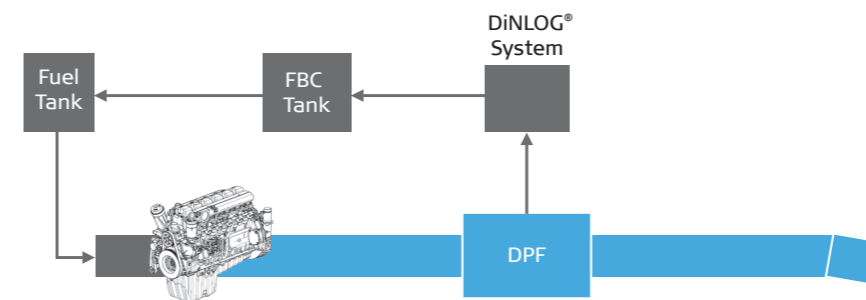 DiNLOG®
System
Fuel
Tank
FBC
Tank
DPF